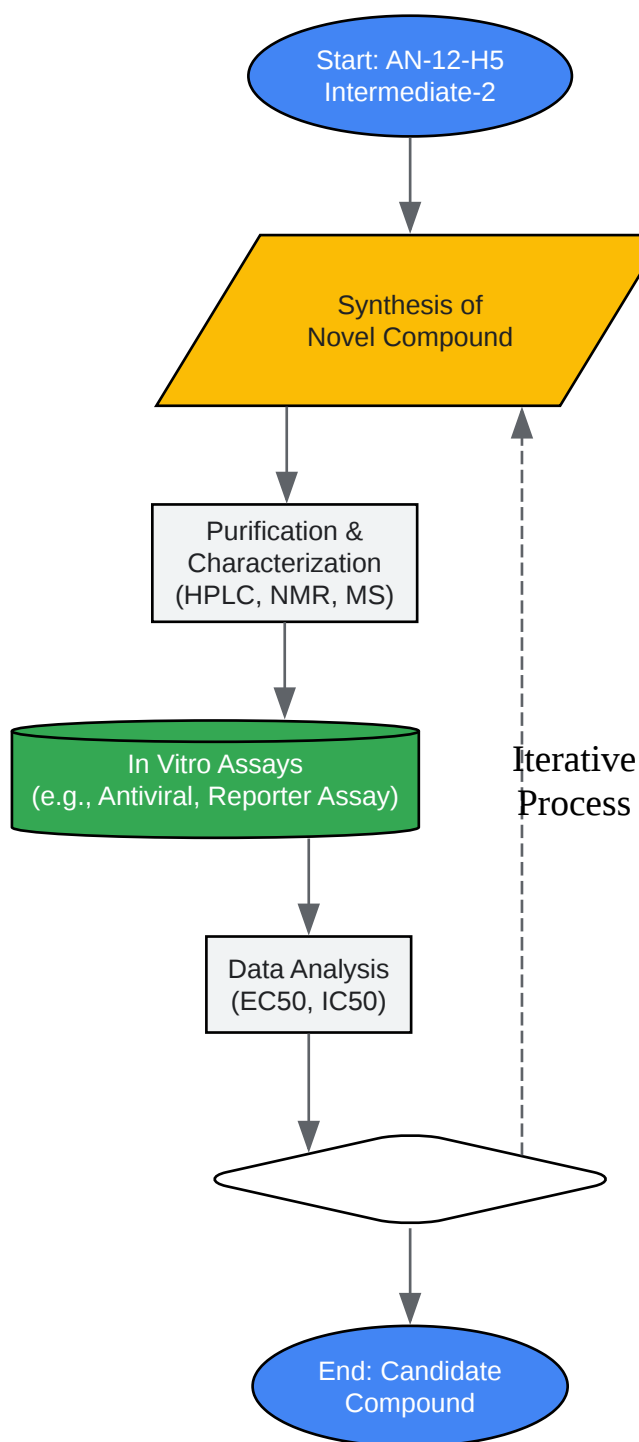 Start: AN-12-H5
Intermediate-2
Synthesis of
Novel Compound
Purification &
Characterization
(HPLC, NMR, MS)
In Vitro Assays
(e.g., Antiviral, Reporter Assay)
Iterative
Process
Data Analysis
(EC50, IC50)
End: Candidate
Compound